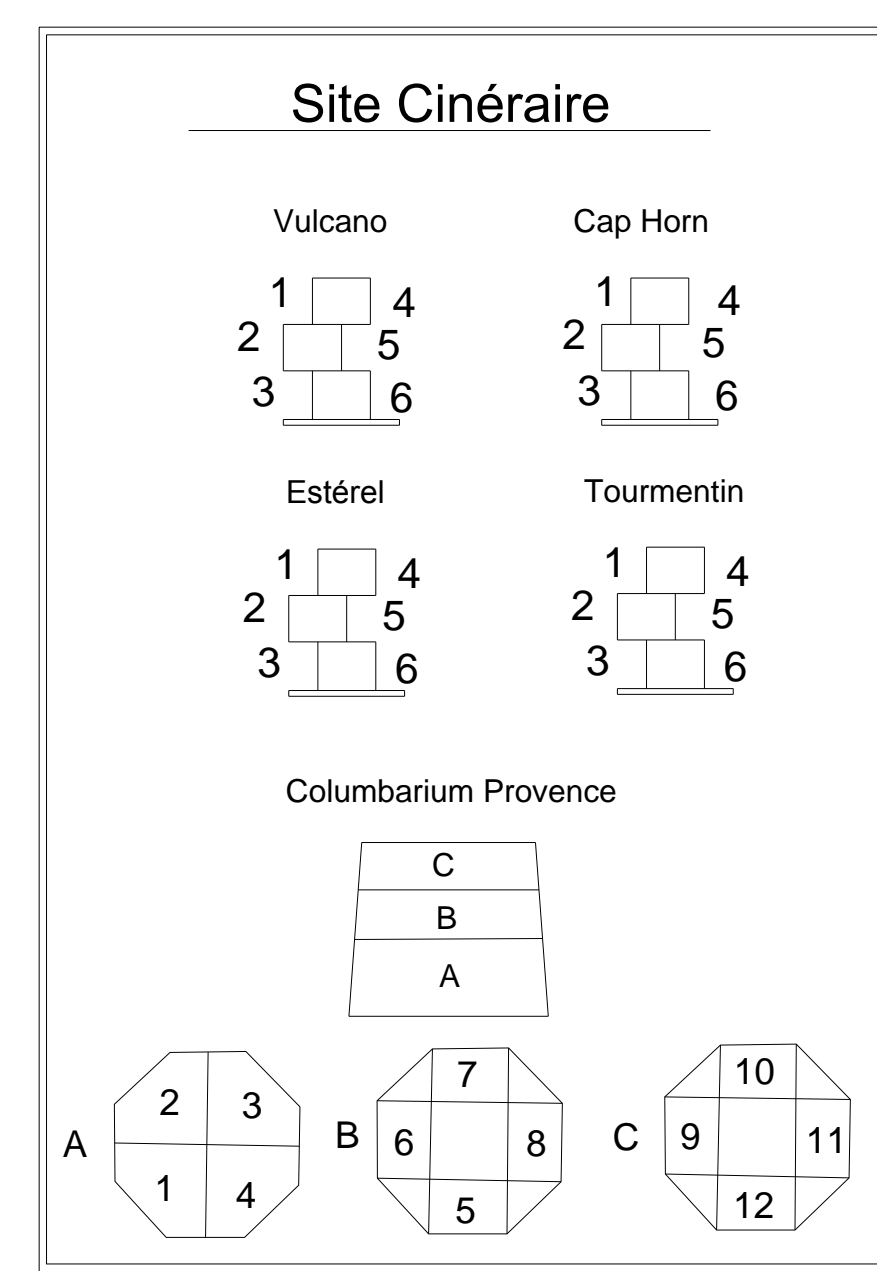 Site Cinéraire
Vulcano
1 4
2 5
3 6
Cap Horn
1 4
2 5
3 6
Estérel
1 4
2 5
3 6
Tourmentin
1 4
2 5
3 6
Columbarium Provence
C
B
A
A
2 3
1 4
B
7
6 8
5
C
10
9 11
12